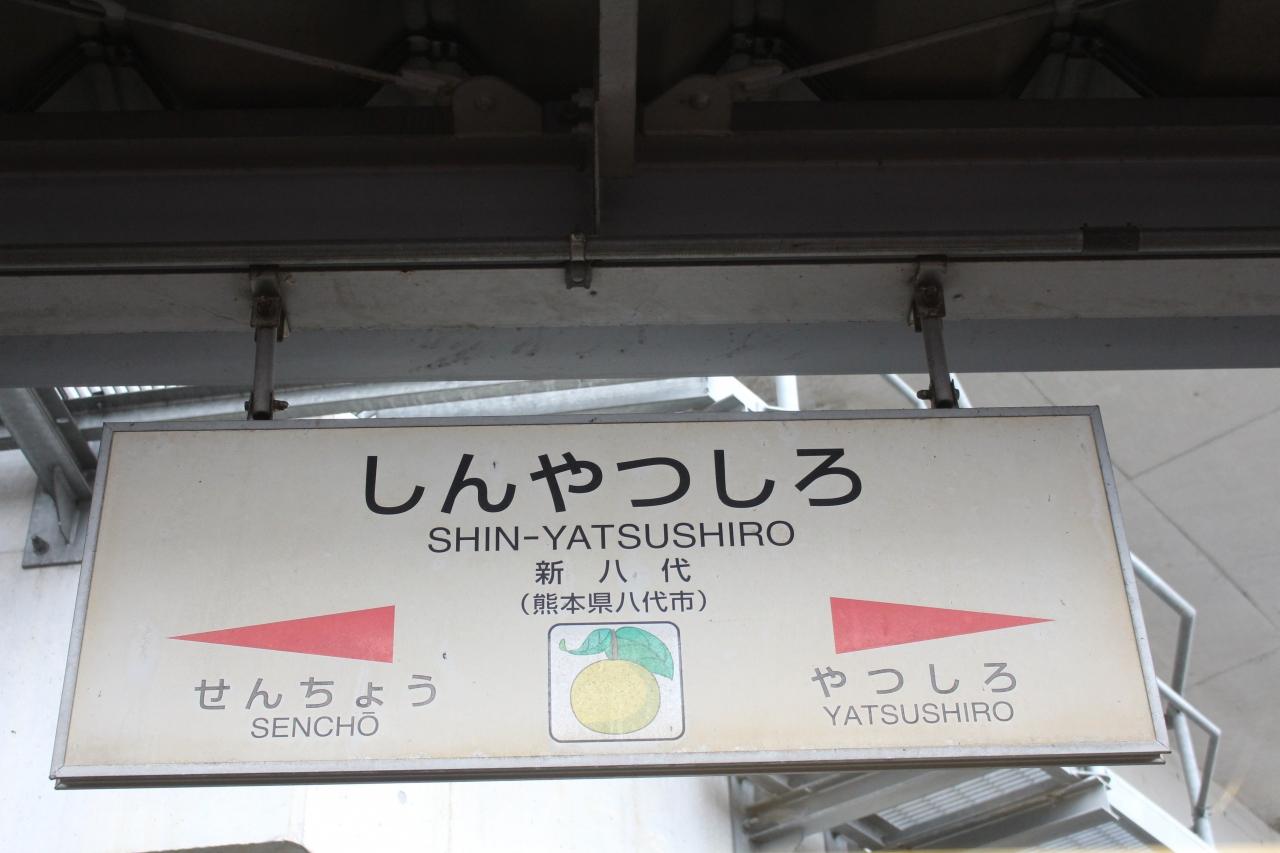 しんやつしろ
SHIN-YATSUSHIRO
新八代
(熊本県八代市)
せんちょう
SENCHŌ
やつしろ
YATSUSHIRO